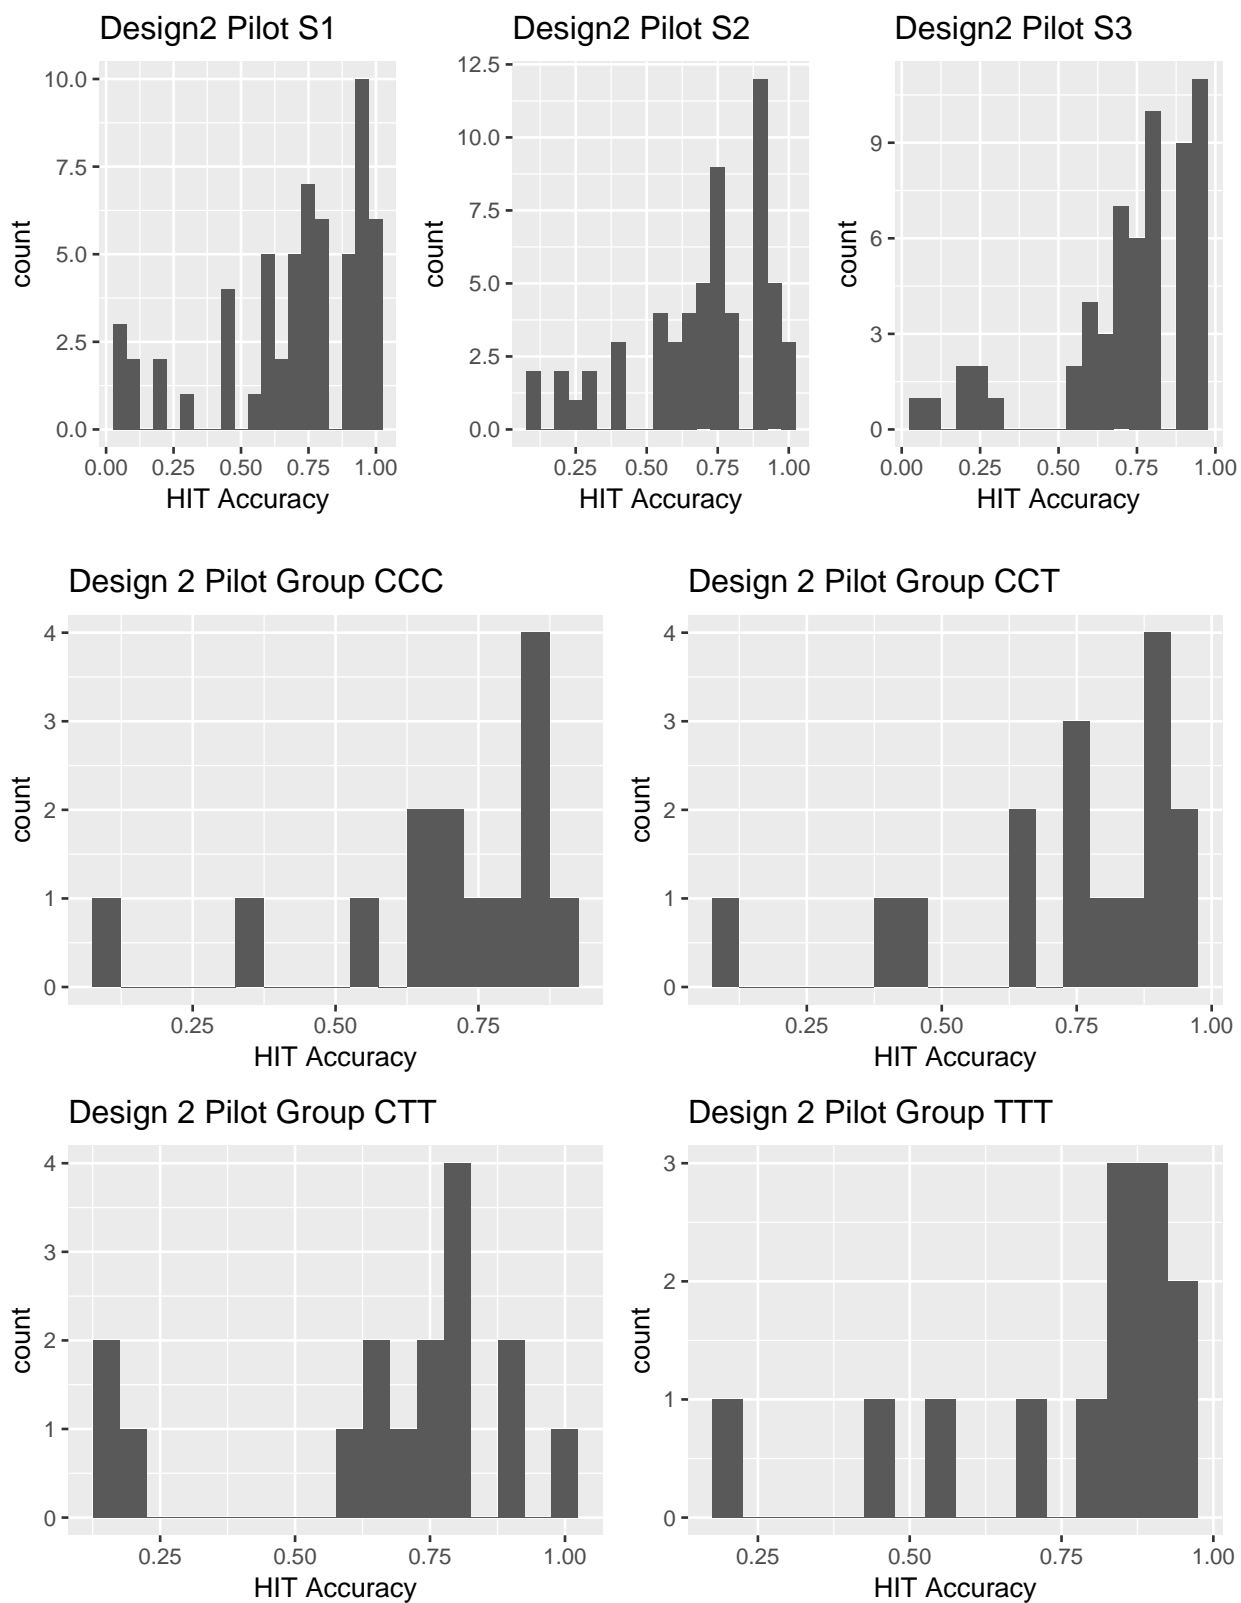 Design2 Pilot S1
Design2 Pilot S2
Design2 Pilot S3
10.0
7.5
5.0
2.5
0.0
count
0.00 0.25 0.50 0.75 1.00
HIT Accuracy
12.5
10.0
7.5
5.0
2.5
0.0
count
0.25 0.50 0.75 1.00
HIT Accuracy
9
6
3
0
count
0.00 0.25 0.50 0.75 1.00
HIT Accuracy
Design 2 Pilot Group CCC
4
3
2
1
0
count
0.25 0.50 0.75
HIT Accuracy
Design 2 Pilot Group CCT
4
3
2
1
0
count
0.25 0.50 0.75 1.00
HIT Accuracy
Design 2 Pilot Group CTT
4
3
2
1
0
count
0.25 0.50 0.75 1.00
HIT Accuracy
Design 2 Pilot Group TTT
3
2
1
0
count
0.25 0.50 0.75 1.00
HIT Accuracy